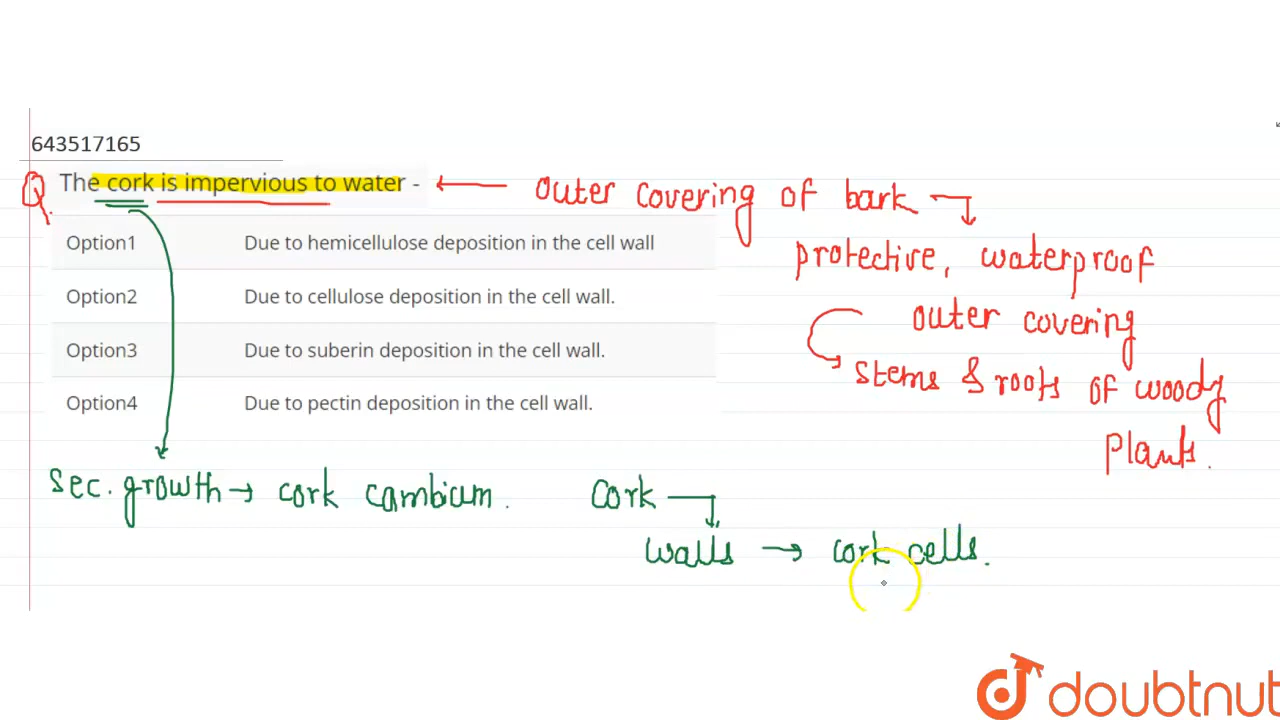 643517165
Q. The cork is impervious to water - ← outer covering of bark
protective, waterproof
outer covering
stems & roots of woody
plants.
Option1 Due to hemicellulose deposition in the cell wall
Option2 Due to cellulose deposition in the cell wall.
Option3 Due to suberin deposition in the cell wall.
Option4 Due to pectin deposition in the cell wall.
Sec. growth → cork cambium.
Cork
walls → cork cells.
doubtnut